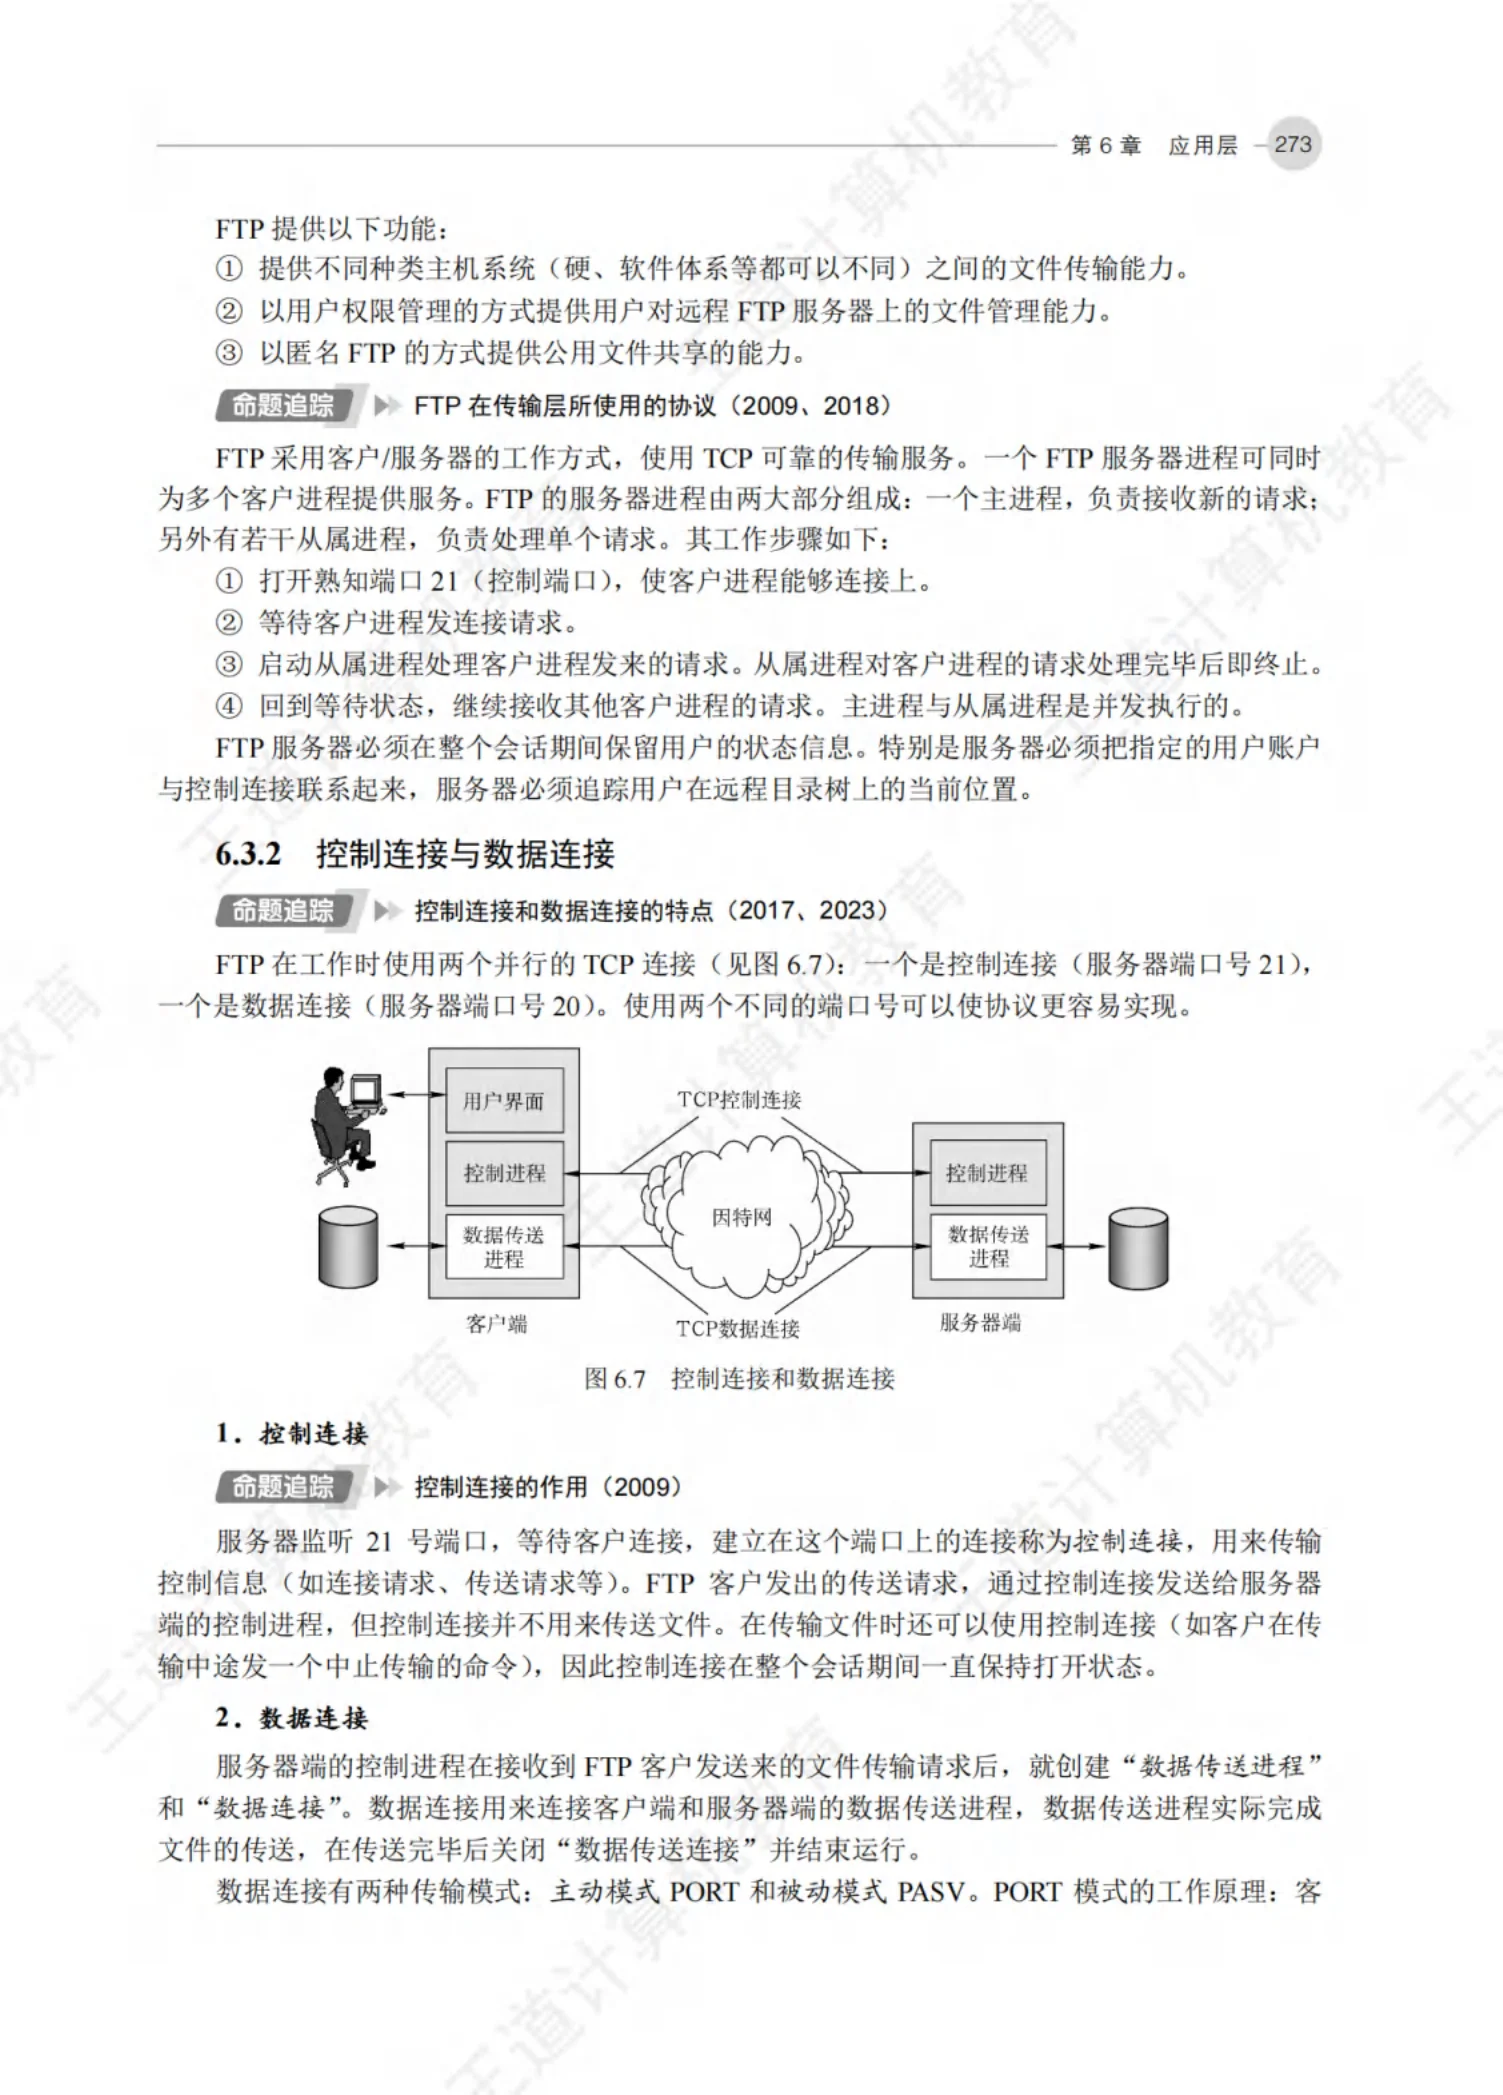 第6章 应用层 273
FTP 提供以下功能：
① 提供不同种类主机系统（硬、软件体系等都可以不同）之间的文件传输能力。
② 以用户权限管理的方式提供用户对远程 FTP 服务器上的文件管理能力。
③ 以匿名 FTP 的方式提供公用文件共享的能力。
命题追踪 FTP 在传输层所使用的协议（2009、2018）
FTP 采用客户/服务器的工作方式，使用 TCP 可靠的传输服务。一个 FTP 服务器进程可同时
为多个客户进程提供服务。FTP 的服务器进程由两大部分组成：一个主进程，负责接收新的请求；
另外有若干从属进程，负责处理单个请求。其工作步骤如下：
① 打开熟知端口 21（控制端口），使客户进程能够连接上。
② 等待客户进程发连接请求。
③ 启动从属进程处理客户进程发来的请求。从属进程对客户进程的请求处理完毕后即终止。
④ 回到等待状态，继续接收其他客户进程的请求。主进程与从属进程是并发执行的。
FTP 服务器必须在整个会话期间保留用户的状态信息。特别是服务器必须把指定的用户账户
与控制连接联系起来，服务器必须追踪用户在远程目录树上的当前位置。
6.3.2 控制连接与数据连接
命题追踪 控制连接和数据连接的特点（2017、2023）
FTP 在工作时使用两个并行的 TCP 连接（见图 6.7）：一个是控制连接（服务器端口号 21），
一个是数据连接（服务器端口号 20）。使用两个不同的端口号可以使协议更容易实现。
用户界面
TCP控制连接
控制进程
控制进程
因特网
数据传送
进程
数据传送
进程
客户端
TCP数据连接
服务器端
图 6.7 控制连接和数据连接
1．控制连接
命题追踪 控制连接的作用（2009）
服务器监听 21 号端口，等待客户连接，建立在这个端口上的连接称为控制连接，用来传输
控制信息（如连接请求、传送请求等）。FTP 客户发出的传送请求，通过控制连接发送给服务器
端的控制进程，但控制连接并不用来传送文件。在传输文件时还可以使用控制连接（如客户在传
输中途发一个中止传输的命令），因此控制连接在整个会话期间一直保持打开状态。
2．数据连接
服务器端的控制进程在接收到 FTP 客户发送来的文件传输请求后，就创建“数据传送进程”
和“数据连接”。数据连接用来连接客户端和服务器端的数据传送进程，数据传送进程实际完成
文件的传送，在传送完毕后关闭“数据传送连接”并结束运行。
数据连接有两种传输模式：主动模式 PORT 和被动模式 PASV。PORT 模式的工作原理：客
王道计算机教育